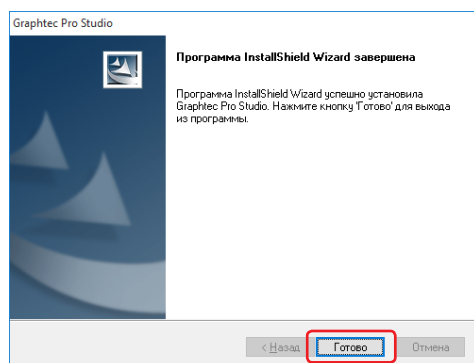 Graphtec Pro Studio
Программа InstallShield Wizard завершена
Программа InstallShield Wizard успешно установила
Graphtec Pro Studio. Нажмите кнопку 'Готово' для выхода
из программы.
< Назад Готово Отмена